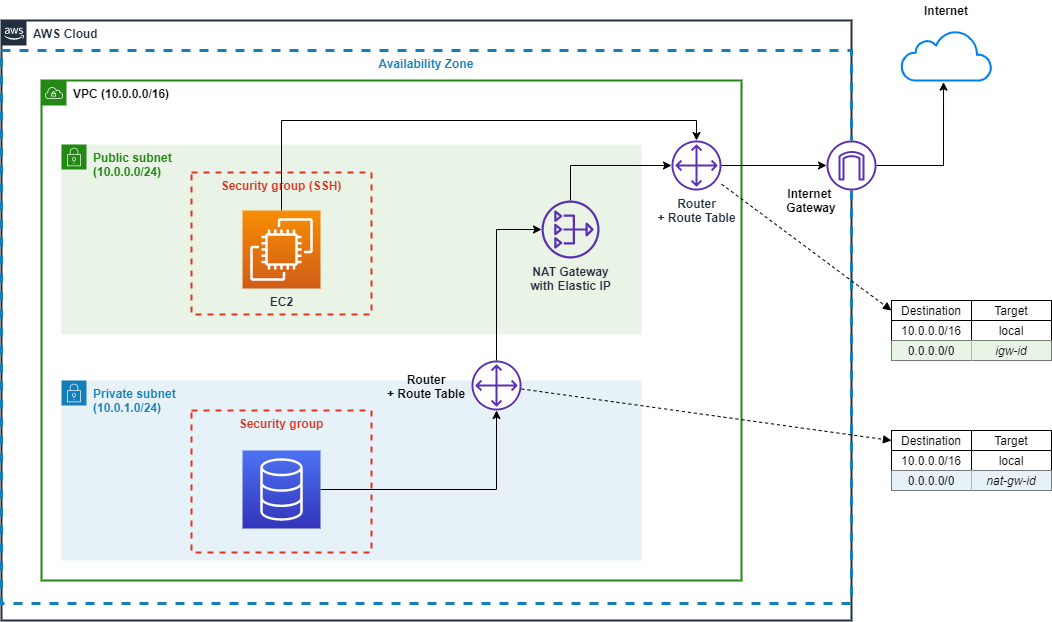 Internet
aws
AWS Cloud
Availability Zone
VPC (10.0.0.0/16)
Public subnet
(10.0.0.0/24)
Security group (SSH)
EC2
NAT Gateway
with Elastic IP
Router
+ Route Table
Internet
Gateway
Destination Target
10.0.0.0/16 local
0.0.0.0/0 igw-id
Router
+ Route Table
Private subnet
(10.0.1.0/24)
Security group
Destination Target
10.0.0.0/16 local
0.0.0.0/0 nat-gw-id